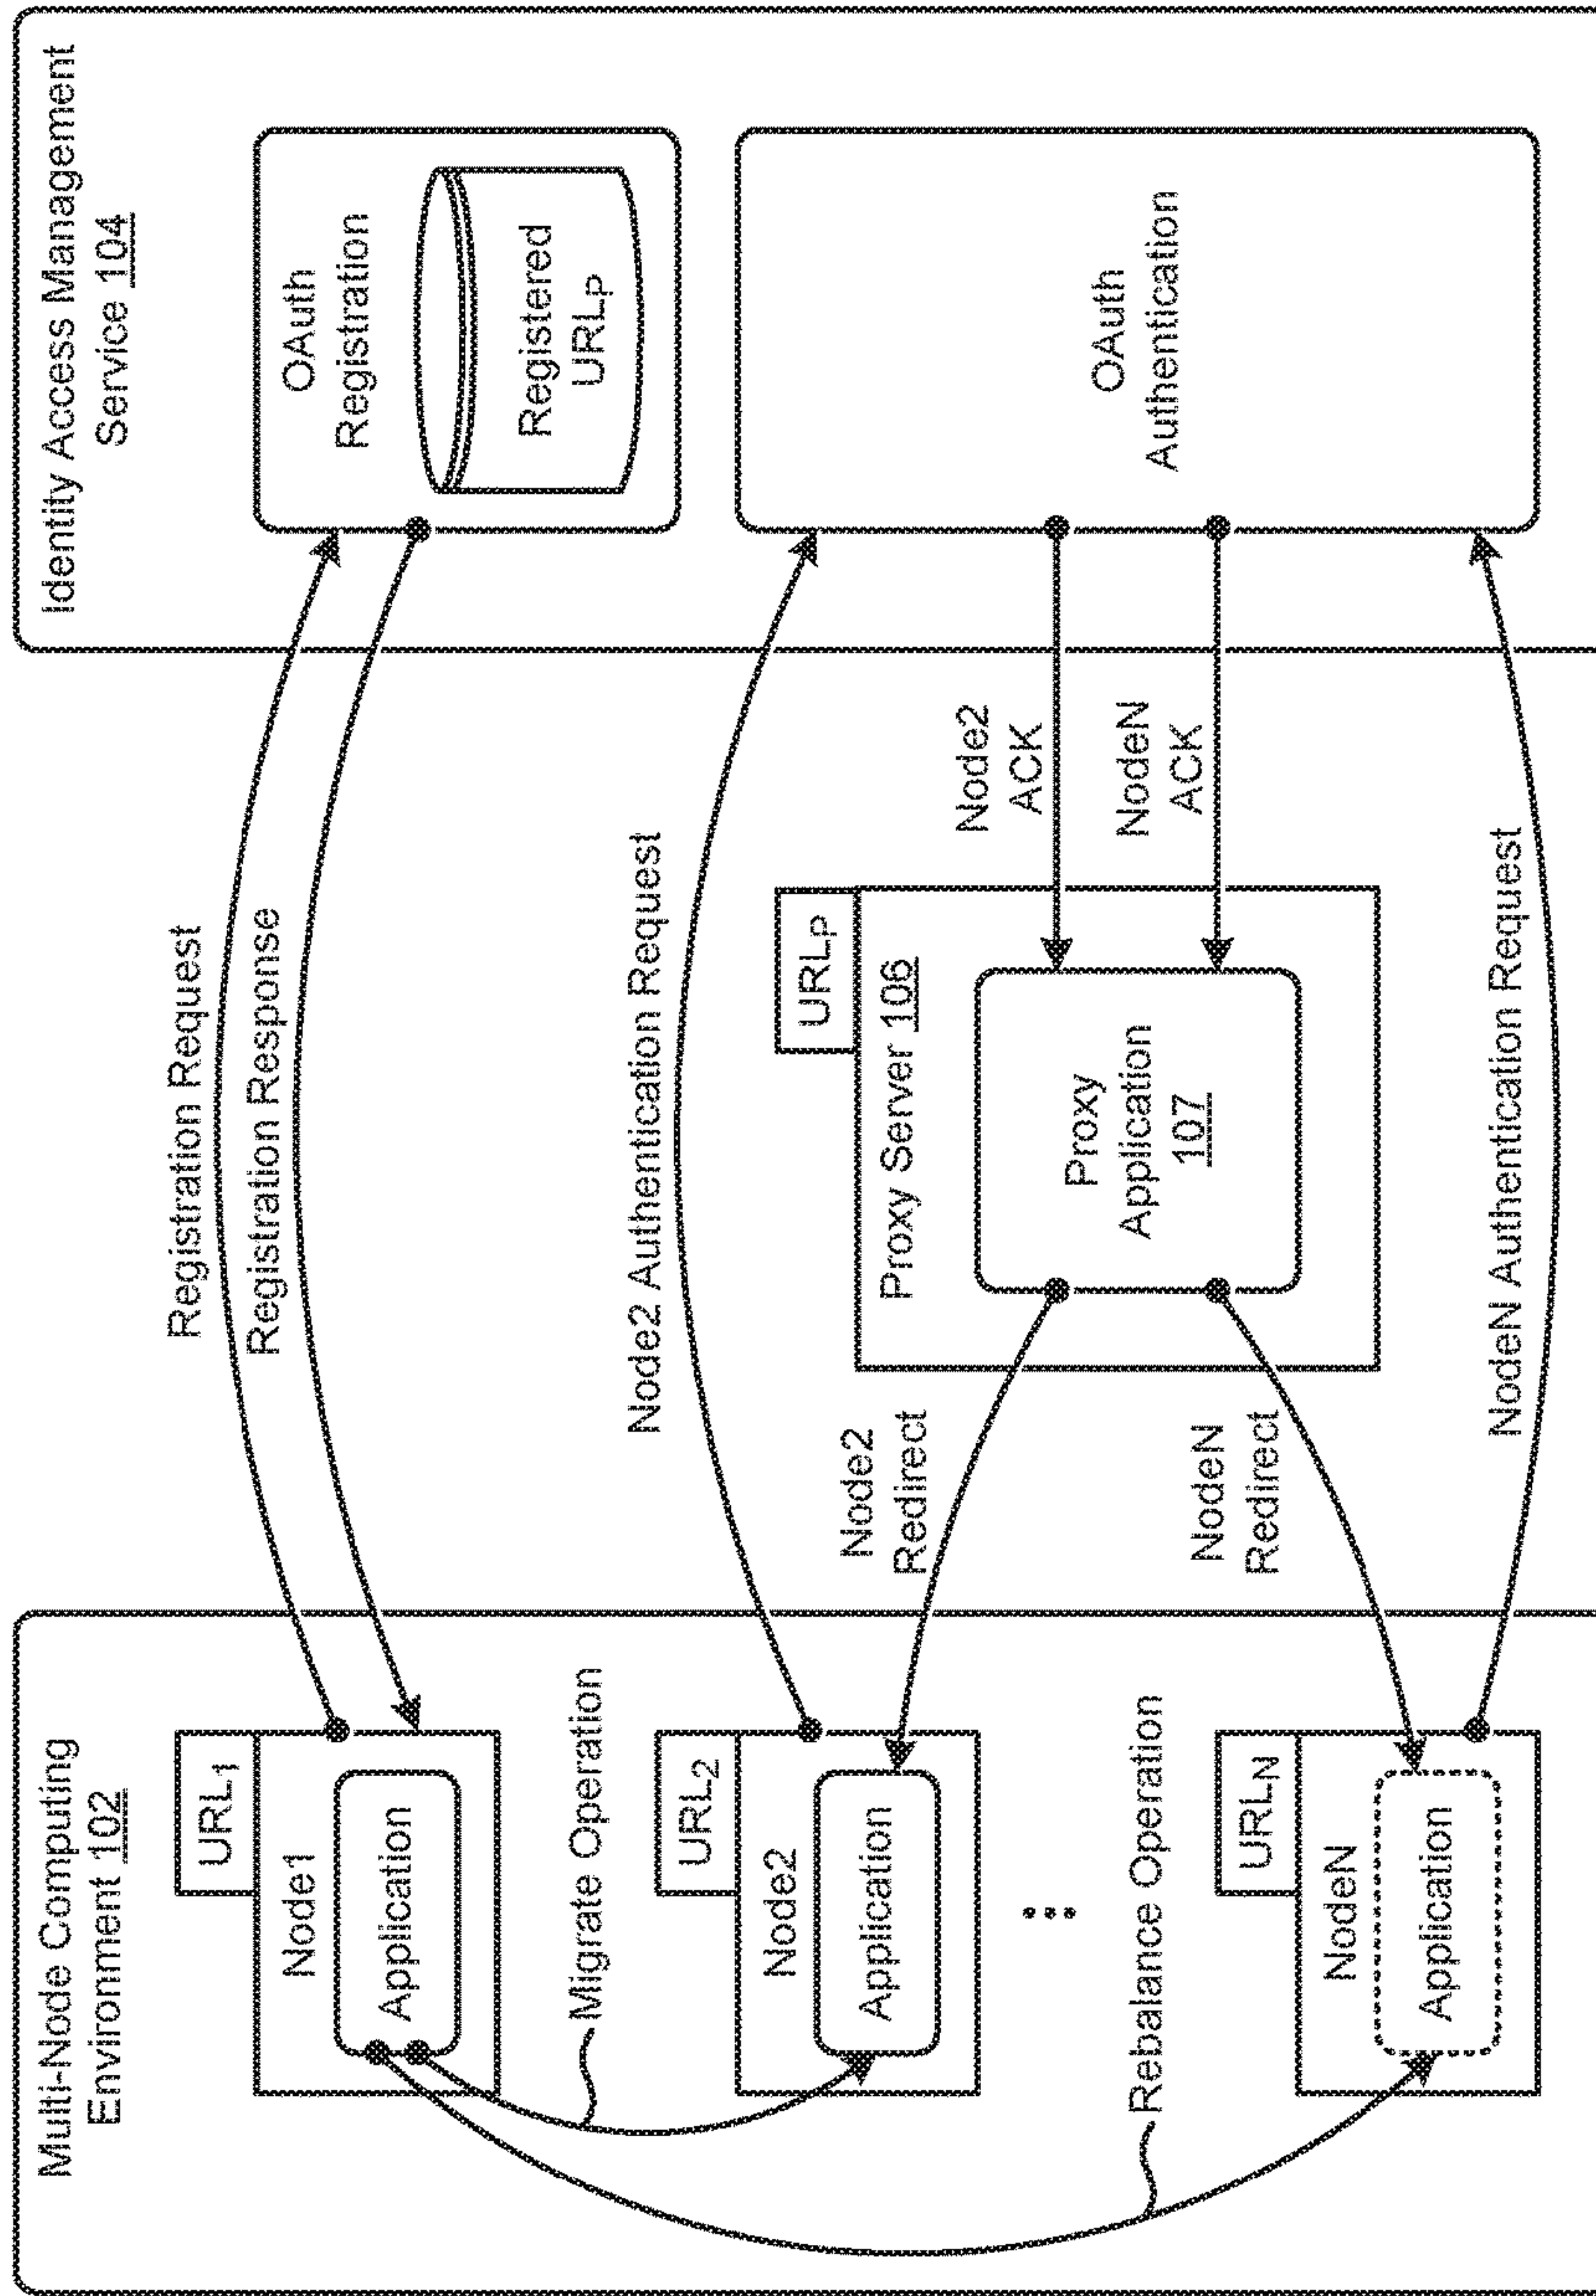 Multi-Node Computing
Environment 102
URL1
Node1
Application
Migrate Operation
URL2
Node2
Application
...
Rebalance Operation
URLN
NodeN
Application
Registration Request
Registration Response
Node2 Authentication Request
Node2
Redirect
NodeN
Redirect
URLP
Proxy Server 106
Proxy
Application
107
Node2
ACK
NodeN
ACK
NodeN Authentication Request
Identity Access Management
Service 104
OAuth
Registration
Registered
URLP
OAuth
Authentication